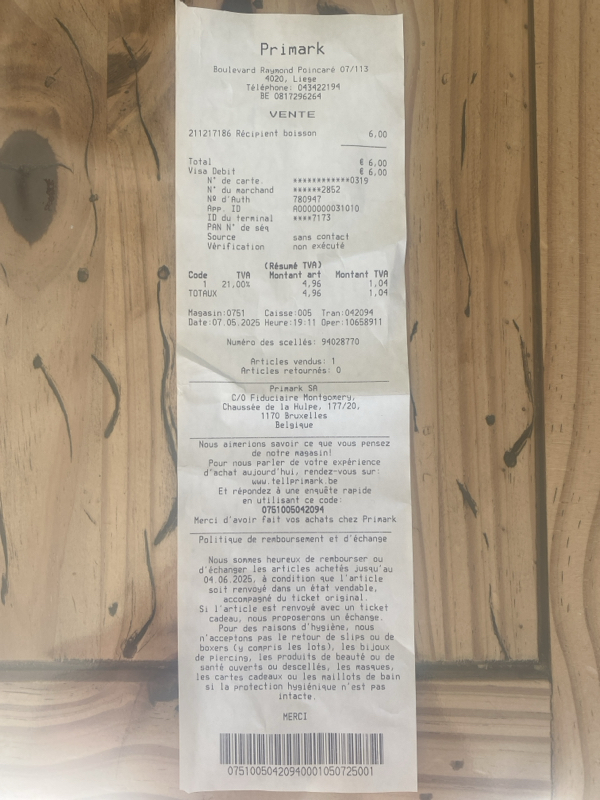 Primark
Boulevard Raymond Poincaré 07/113
4020, Liege
Téléphone: 043422194
BE 0817296264
VENTE
211217186 Récipient boisson 6,00
Total € 6,00
Visa Debit € 6,00
N° de carte ************0319
N° du marchand ******2852
Nº d'Auth 780947
App. ID A0000000031010
ID du terminal ****7173
PAN N° de séq
Source sans contact
Vérification non exécuté
(Résumé TVA)
Code TVA Montant art Montant TVA
1 21,00% 4,96 1,04
TOTAUX 4,96 1,04
Magasin:0751 Caisse:005 Tran:042094
Date:07.05.2025 Heure:19:11 Oper:10658911
Numéro des scellés: 94028770
Articles vendus: 1
Articles retournés: 0
Primark SA
C/O Fiduciaire Montgomery,
Chaussée de la Hulpe, 177/20,
1170 Bruxelles
Belgique
Nous aimerions savoir ce que vous pensez
de notre magasin!
Pour nous parler de votre expérience
d'achat aujourd'hui, rendez-vous sur:
www.tellprimark.be
Et répondez à une enquête rapide
en utilisant ce code:
0751005042094
Merci d'avoir fait vos achats chez Primark
Politique de remboursement et d'échange
Nous sommes heureux de rembourser ou
d'échanger les articles achetés jusqu'au
04.06.2025, à condition que l'article
soit renvoyé dans un état vendable,
accompagné du ticket original.
Si l'article est renvoyé avec un ticket
cadeau, nous proposerons un échange.
Pour des raisons d'hygiène, nous
n'acceptons pas le retour de slips ou de
boxers (y compris les lots), les bijoux
de piercing, les produits de beauté ou de
santé ouverts ou descellés, les masques,
les cartes cadeaux ou les maillots de bain
si la protection hygiénique n'est pas
intacte.
MERCI
07510050420940001050725001